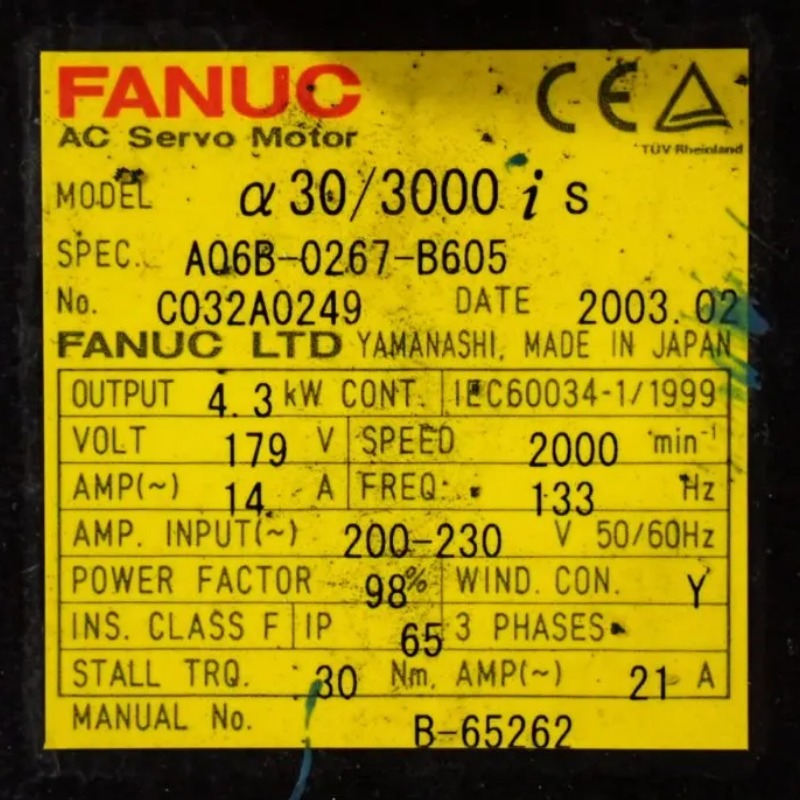 FANUC CE
AC Servo Motor TÜV Rheinland
MODEL α30/3000 i s
SPEC. A06B-0267-B605
No. C032A0249 DATE 2003.02
FANUC LTD YAMANASHI, MADE IN JAPAN
OUTPUT 4.3 kW CONT. IEC60034-1/1999
VOLT 179 V SPEED 2000 min⁻¹
AMP(~) 14 A FREQ. 133 Hz
AMP. INPUT(~) 200-230 V 50/60Hz
POWER FACTOR 98% WIND. CON. Y
INS. CLASS F IP 65 3 PHASES
STALL TRQ. 30 Nm, AMP(~) 21 A
MANUAL No. B-65262